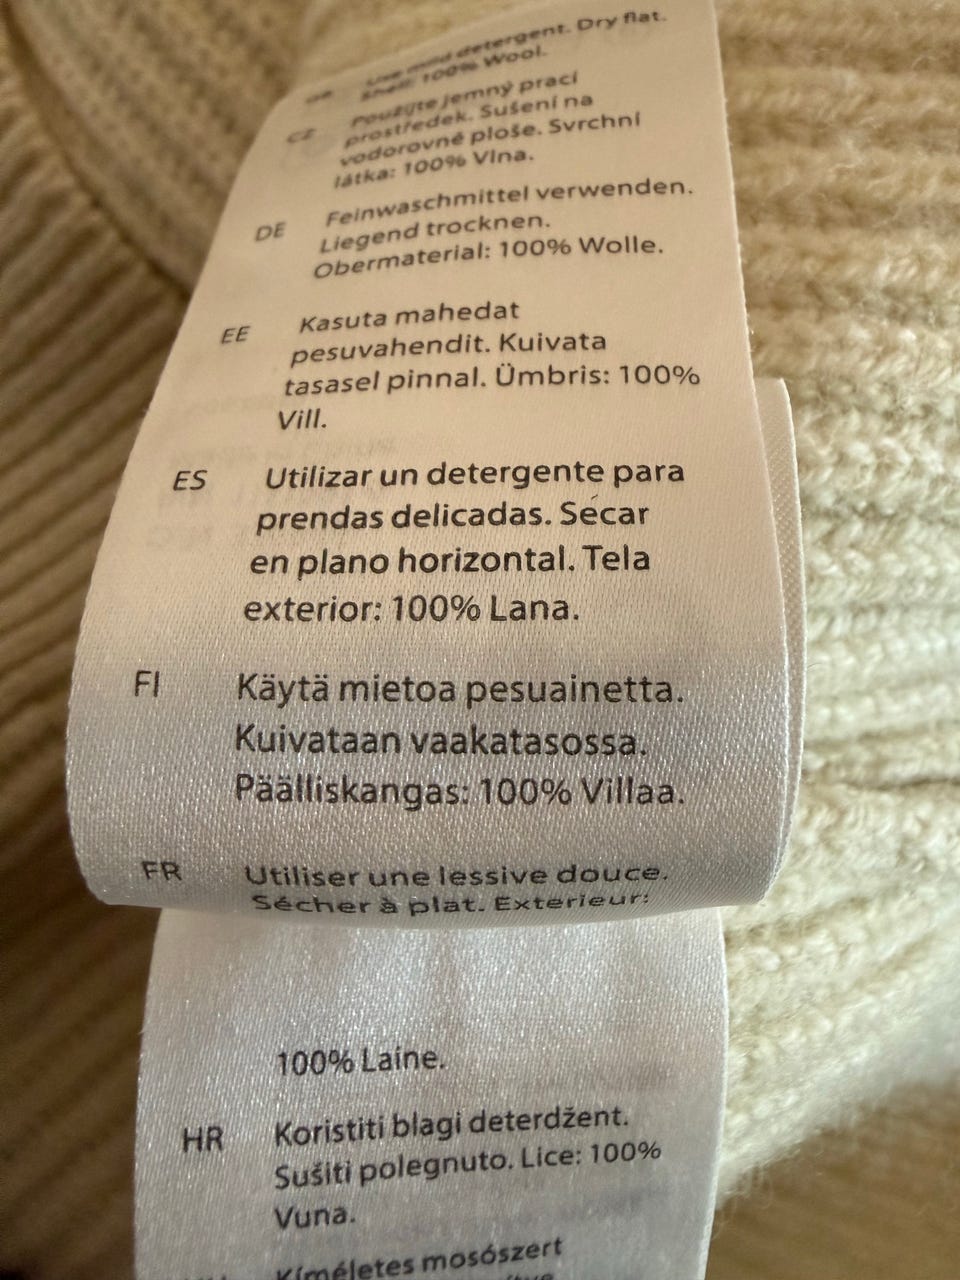 Use mild detergent. Dry flat.
Shell: 100% Wool.
CZ Použijte jemný prací
prostředek. Sušení na
vodorovné ploše. Svrchní
látka: 100% Vlna.
DE Feinwaschmittel verwenden.
Liegend trocknen.
Obermaterial: 100% Wolle.
EE Kasuta mahedat
pesuvahendit. Kuivata
tasasel pinnal. Ümbris: 100%
Vill.
ES Utilizar un detergente para
prendas delicadas. Secar
en plano horizontal. Tela
exterior: 100% Lana.
FI Käytä mietoa pesuainetta.
Kuivataan vaakatasossa.
Päälliskangas: 100% Villaa.
FR Utiliser une lessive douce.
Sécher à plat. Exterieur:
100% Laine.
HR Koristiti blagi deterdžent.
Sušiti polegnuto. Lice: 100%
Vuna.
Kíméletes mosószert